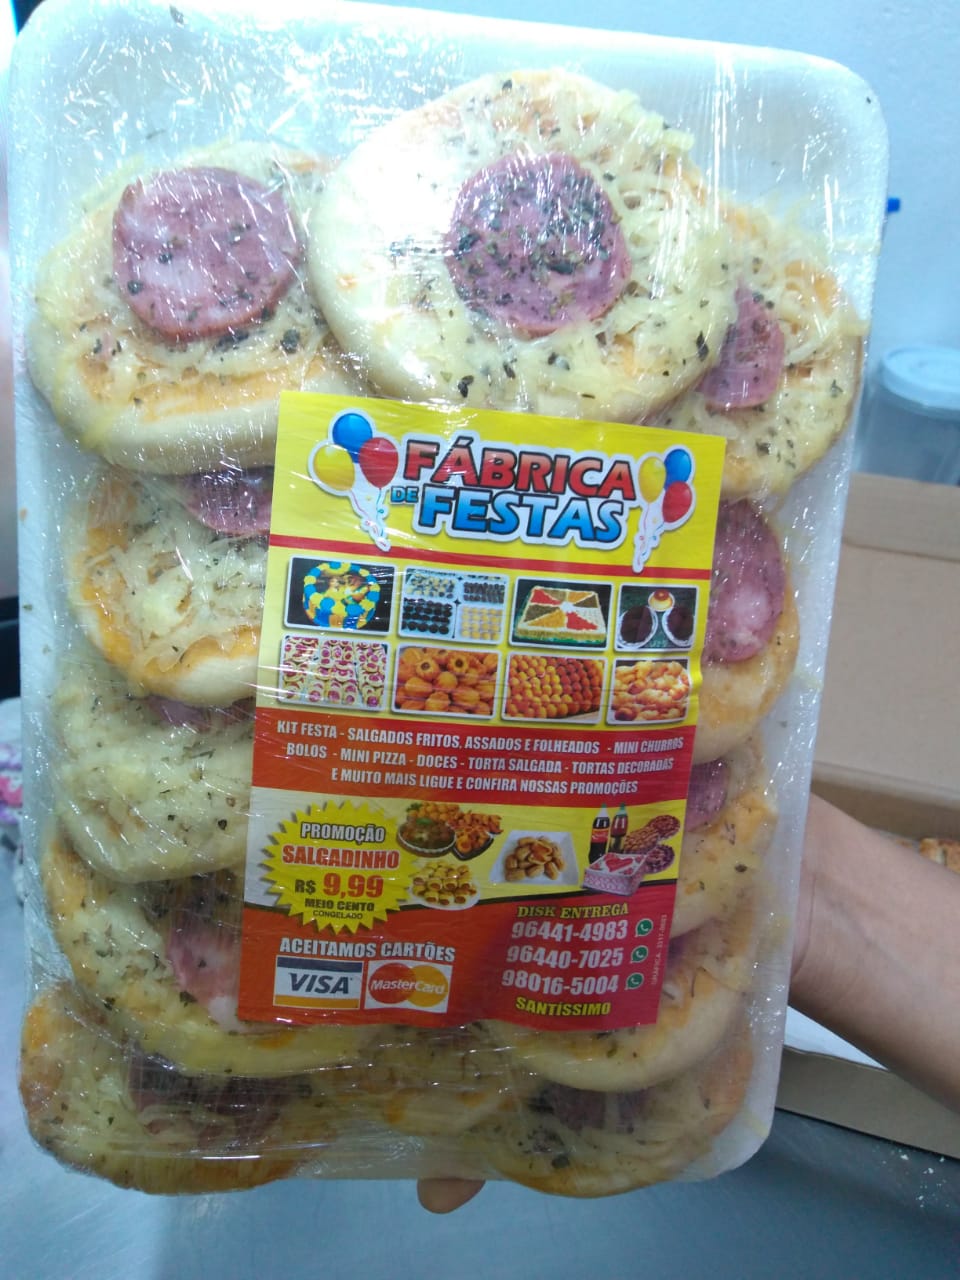 FÁBRICA
DE FESTAS
KIT FESTA - SALGADOS FRITOS, ASSADOS E FOLHEADOS - MINI CHURROS
BOLOS - MINI PIZZA - DOCES - TORTA SALGADA - TORTAS DECORADAS
E MUITO MAIS LIGUE E CONFIRA NOSSAS PROMOÇÕES
PROMOÇÃO
SALGADINHO
R$ 9,99
MEIO CENTO
CONGELADO
ACEITAMOS CARTÕES
VISA
MasterCard
DISK ENTREGA
96441-4983
96440-7025
98016-5004
SANTÍSSIMO